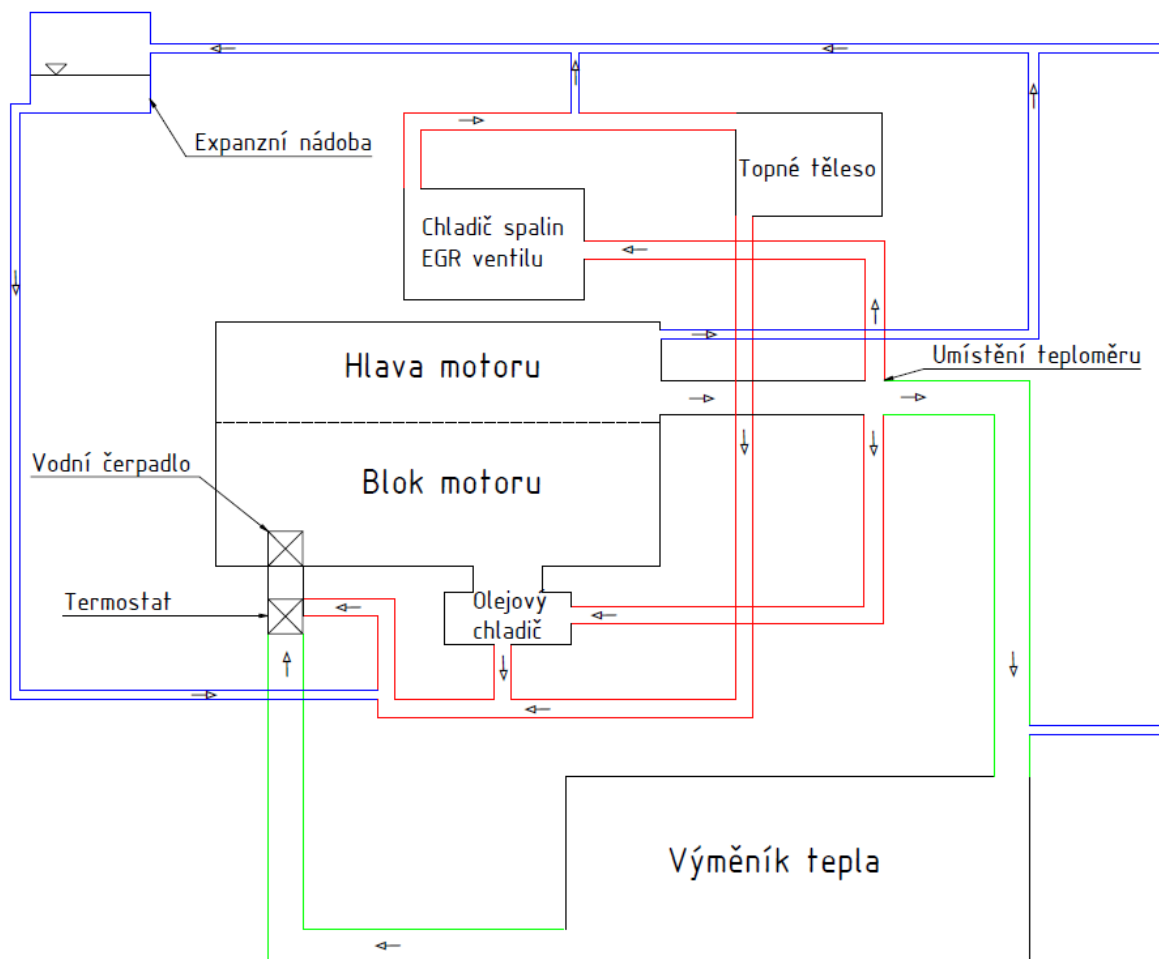 Expanzní nádoba
Topné těleso
Chladič spalin
EGR ventilu
Hlava motoru
Umístění teploměru
Vodní čerpadlo
Blok motoru
Termostat
Olejový
chladič
Výměník tepla